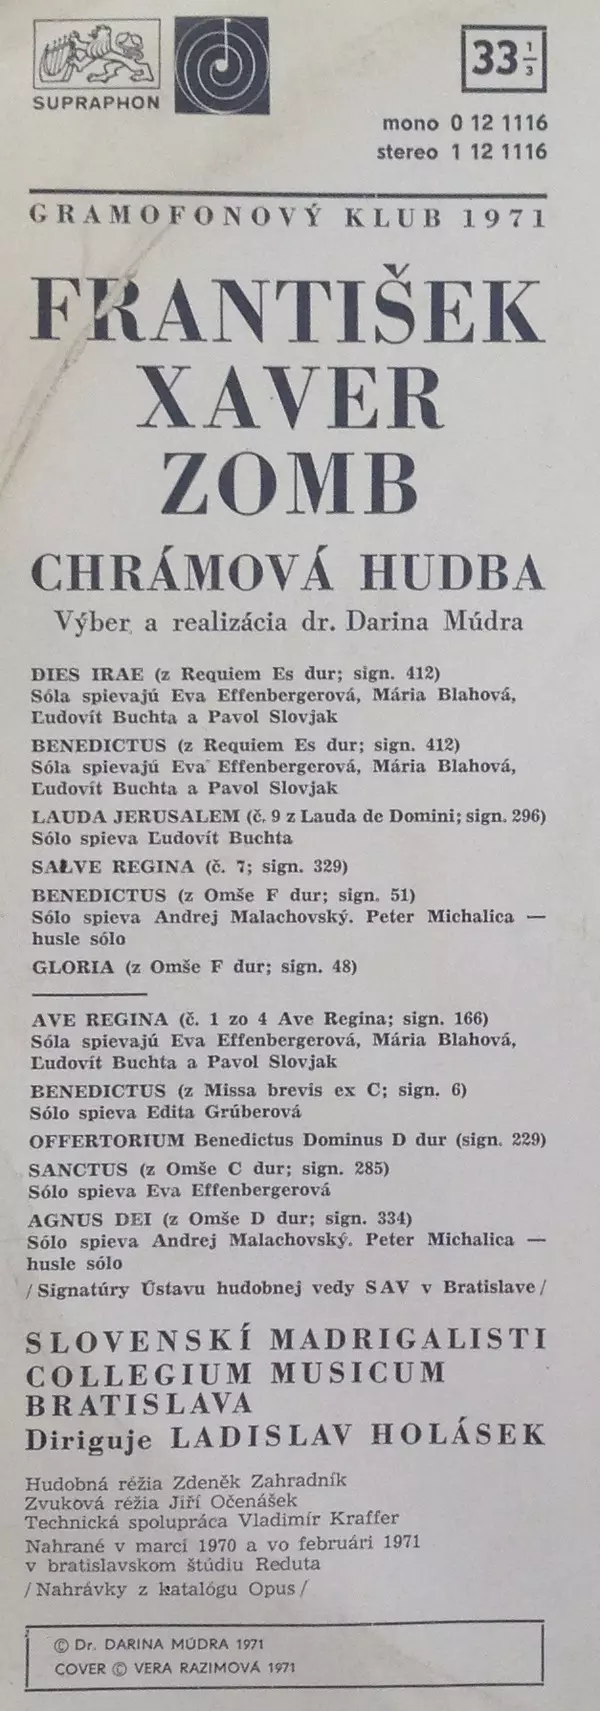 SUPRAPHON
33 1/3
mono 0 12 1116
stereo 1 12 1116
GRAMOFONOVÝ KLUB 1971
FRANTIŠEK
XAVER
ZOMB
CHRÁMOVÁ HUDBA
Výber a realizácia dr. Darina Múdra
DIES IRAE (z Requiem Es dur; sign. 412)
Sóla spievajú Eva Effenbergerová, Mária Blahová,
Ľudovít Buchta a Pavol Slovjak
BENEDICTUS (z Requiem Es dur; sign. 412)
Sóla spievajú Eva Effenbergerová, Mária Blahová,
Ľudovít Buchta a Pavol Slovjak
LAUDA JERUSALEM (č. 9 z Lauda de Domini; sign. 296)
Sólo spieva Ľudovít Buchta
SALVE REGINA (č. 7; sign. 329)
BENEDICTUS (z Omše F dur; sign. 51)
Sólo spieva Andrej Malachovský. Peter Michalica —
husle sólo
GLORIA (z Omše F dur; sign. 48)
AVE REGINA (č. 1 zo 4 Ave Regina; sign. 166)
Sóla spievajú Eva Effenbergerová, Mária Blahová,
Ľudovít Buchta a Pavol Slovjak
BENEDICTUS (z Missa brevis ex C; sign. 6)
Sólo spieva Edita Grúberová
OFFERTORIUM Benedictus Dominus D dur (sign. 229)
SANCTUS (z Omše C dur; sign. 285)
Sólo spieva Eva Effenbergerová
AGNUS DEI (z Omše D dur; sign. 334)
Sólo spieva Andrej Malachovský. Peter Michalica —
husle sólo
/Signatúry Ústavu hudobnej vedy SAV v Bratislave/
SLOVENSKÍ MADRIGALISTI
COLLEGIUM MUSICUM
BRATISLAVA
Diriguje LADISLAV HOLÁSEK
Hudobná réžia Zdeněk Zahradník
Zvuková réžia Jiří Očenášek
Technická spolupráca Vladimír Kraffer
Nahrané v marci 1970 a vo februári 1971
v bratislavskom štúdiu Reduta
/Nahrávky z katalógu Opus/
© Dr. DARINA MÚDRA 1971
COVER © VERA RAZIMOVÁ 1971